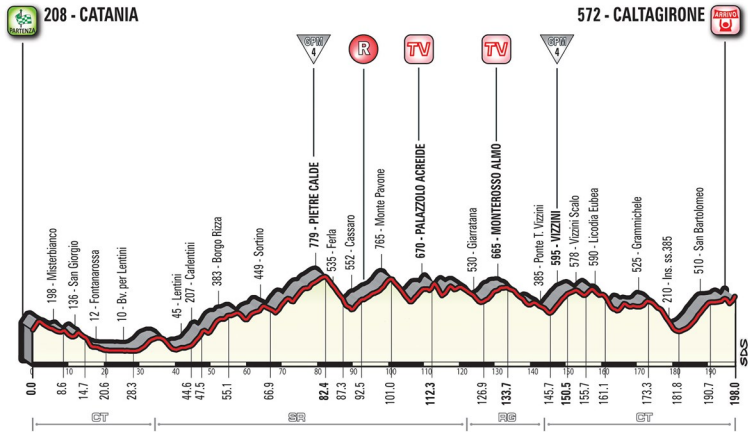 208 - CATANIA
PARTENZA
572 - CALTAGIRONE
ARRIVO
GPM
4
R
TV
TV
GPM
4
198 - Misterbianco
136 - San Giorgio
12 - Fontanarossa
10 - Bv. per Lentini
45 - Lentini
207 - Carlentini
383 - Borgo Rizza
449 - Sortino
779 - PIETRE CALDE
535 - Ferla
552 - Cassaro
765 - Monte Pavone
670 - PALAZZOLO ACREIDE
530 - Giarratana
665 - MONTEROSSO ALMO
385 - Ponte T. Vizzini
595 - VIZZINI
578 - Vizzini Scalo
590 - Licodia Eubea
525 - Grammichele
210 - Ins. ss.385
510 - San Bartolomeo
SDS
10 20 30 40 50 60 70 80 90 100 110 120 130 140 150 160 170 180 190
0.0
8.6
14.7
20.6
28.3
44.6
47.5
55.1
66.9
82.4
87.3
92.5
101.0
112.3
126.9
133.7
145.7
150.5
155.7
161.1
173.3
181.8
190.7
198.0
CT SR RG CT